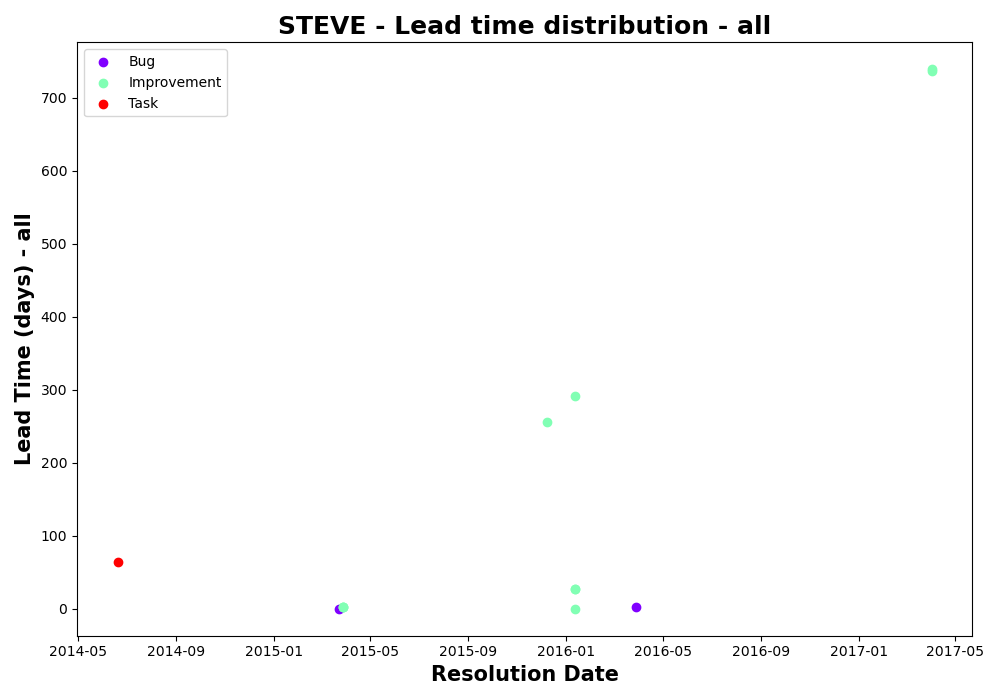 STEVE - Lead time distribution - all
Bug
Improvement
Task
Lead Time (days) - all
700
600
500
400
300
200
100
0
2014-05 2014-09 2015-01 2015-05 2015-09 2016-01 2016-05 2016-09 2017-01 2017-05
Resolution Date